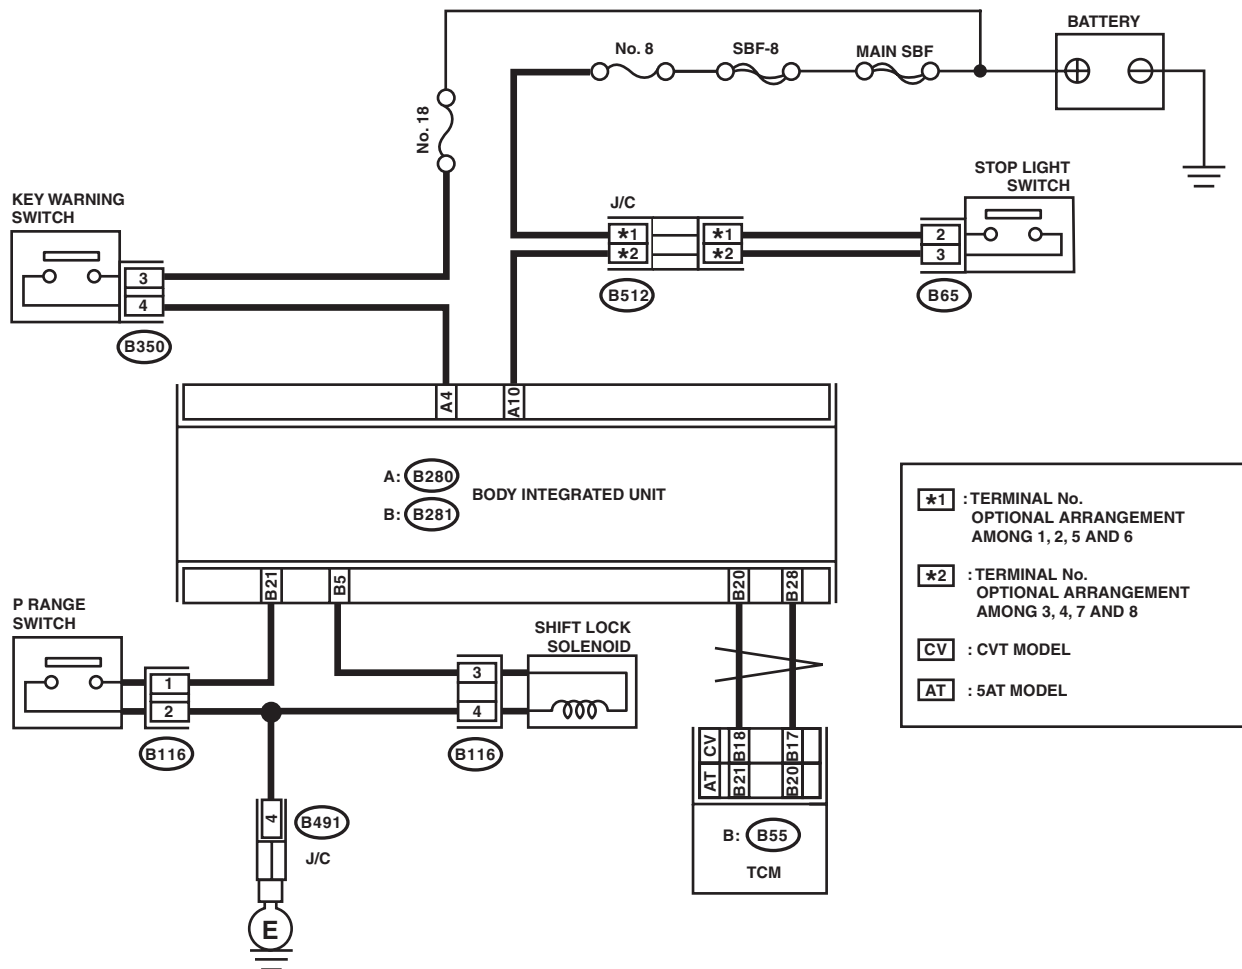 BATTERY
No. 8
SBF-8
MAIN SBF
No. 18
STOP LIGHT
SWITCH
KEY WARNING
SWITCH
J/C
*1
*1
2
*2
*2
3
3
4
B512
B65
B350
A4
A10
A: B280
BODY INTEGRATED UNIT
B: B281
*1 : TERMINAL No.
OPTIONAL ARRANGEMENT
AMONG 1, 2, 5 AND 6
*2 : TERMINAL No.
OPTIONAL ARRANGEMENT
AMONG 3, 4, 7 AND 8
CV : CVT MODEL
AT : 5AT MODEL
B21
B5
B20
B28
P RANGE
SWITCH
SHIFT LOCK
SOLENOID
1
2
3
4
B116
B116
CV
B18
B17
AT
B21
B20
4
B491
J/C
B: B55
TCM
E